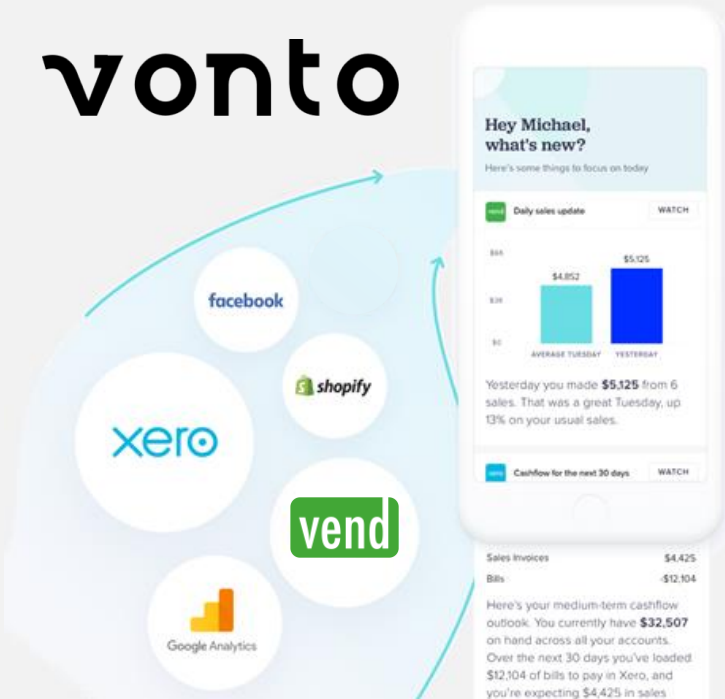 vonto
Hey Michael,
what's new?
Here's some things to focus on today
vend Daily sales update WATCH
$6K
$5,125
$4,852
$3K
$0
AVERAGE TUESDAY YESTERDAY
Yesterday you made $5,125 from 6
sales. That was a great Tuesday, up
13% on your usual sales.
xero Cashflow for the next 30 days WATCH
Sales Invoices $4,425
Bills -$12,104
Here's your medium-term cashflow
outlook. You currently have $32,507
on hand across all your accounts.
Over the next 30 days you've loaded
$12,104 of bills to pay in Xero, and
you're expecting $4,425 in sales
facebook
shopify
xero
vend
Google Analytics